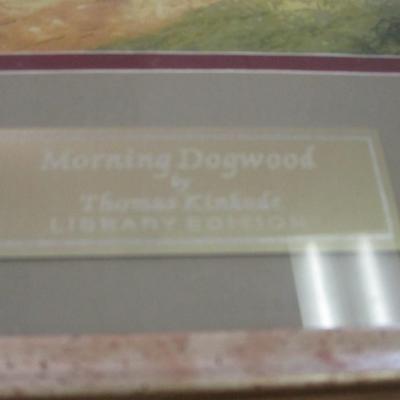 Morning Dogwood
by
Thomas Kinkade
LIBRARY EDITION